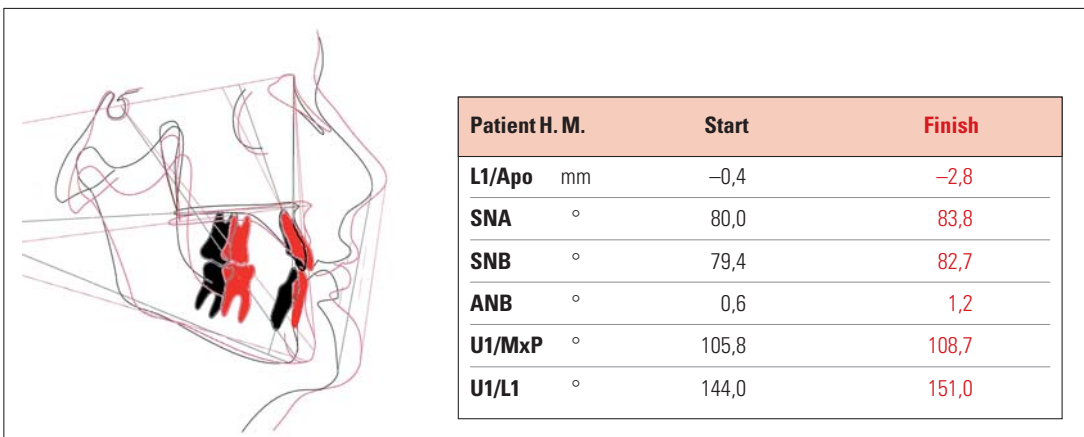 Patient H. M. Start Finish
L1/Apo mm –0,4 –2,8
SNA ° 80,0 83,8
SNB ° 79,4 82,7
ANB ° 0,6 1,2
U1/MxP ° 105,8 108,7
U1/L1 ° 144,0 151,0